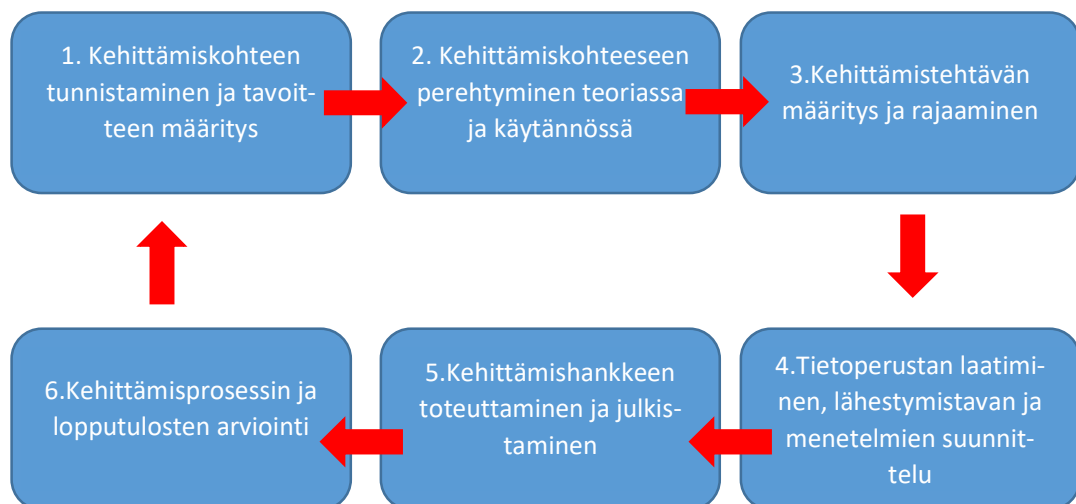 1. Kehittämiskohteen
tunnistaminen ja tavoit-
teen määritys
2. Kehittämiskohteeseen
perehtyminen teoriassa
ja käytännössä
3.Kehittämistehtävän
määritys ja rajaaminen
4.Tietoperustan laatimi-
nen, lähestymistavan ja
menetelmien suunnit-
telu
5.Kehittämishankkeen
toteuttaminen ja julkis-
taminen
6.Kehittämisprosessin ja
lopputulosten arviointi